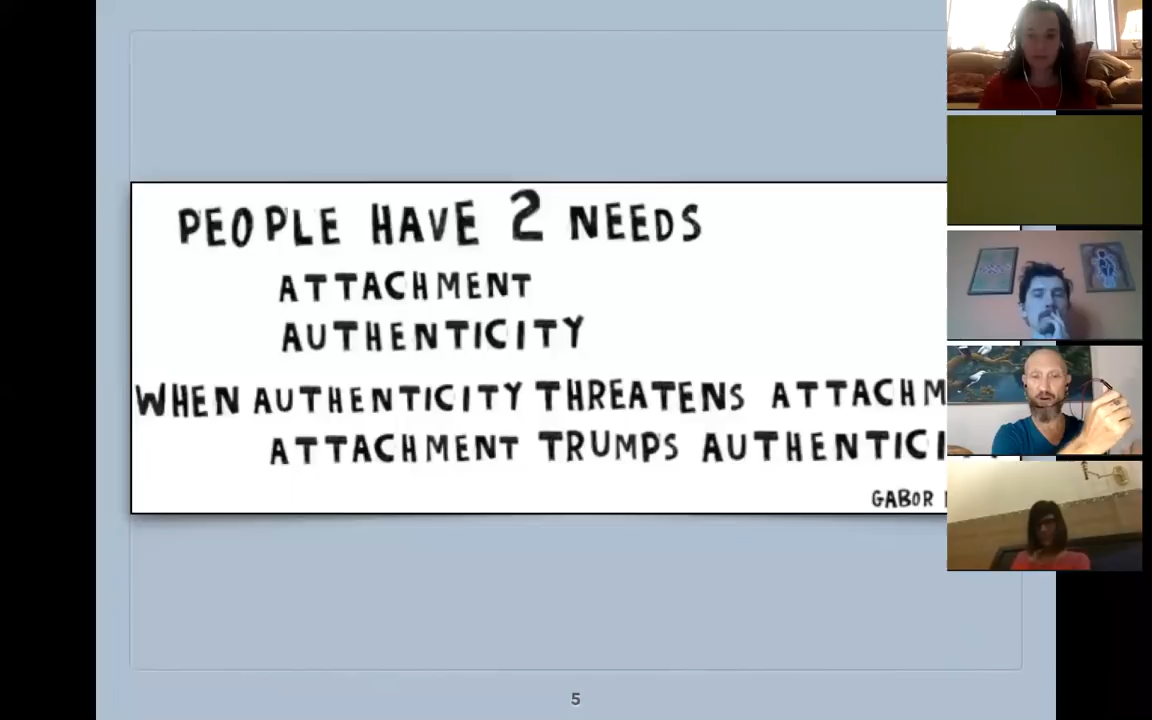 PEOPLE HAVE 2 NEEDS
ATTACHMENT
AUTHENTICITY
WHEN AUTHENTICITY THREATENS ATTACHM
ATTACHMENT TRUMPS AUTHENTICI
GABOR
5